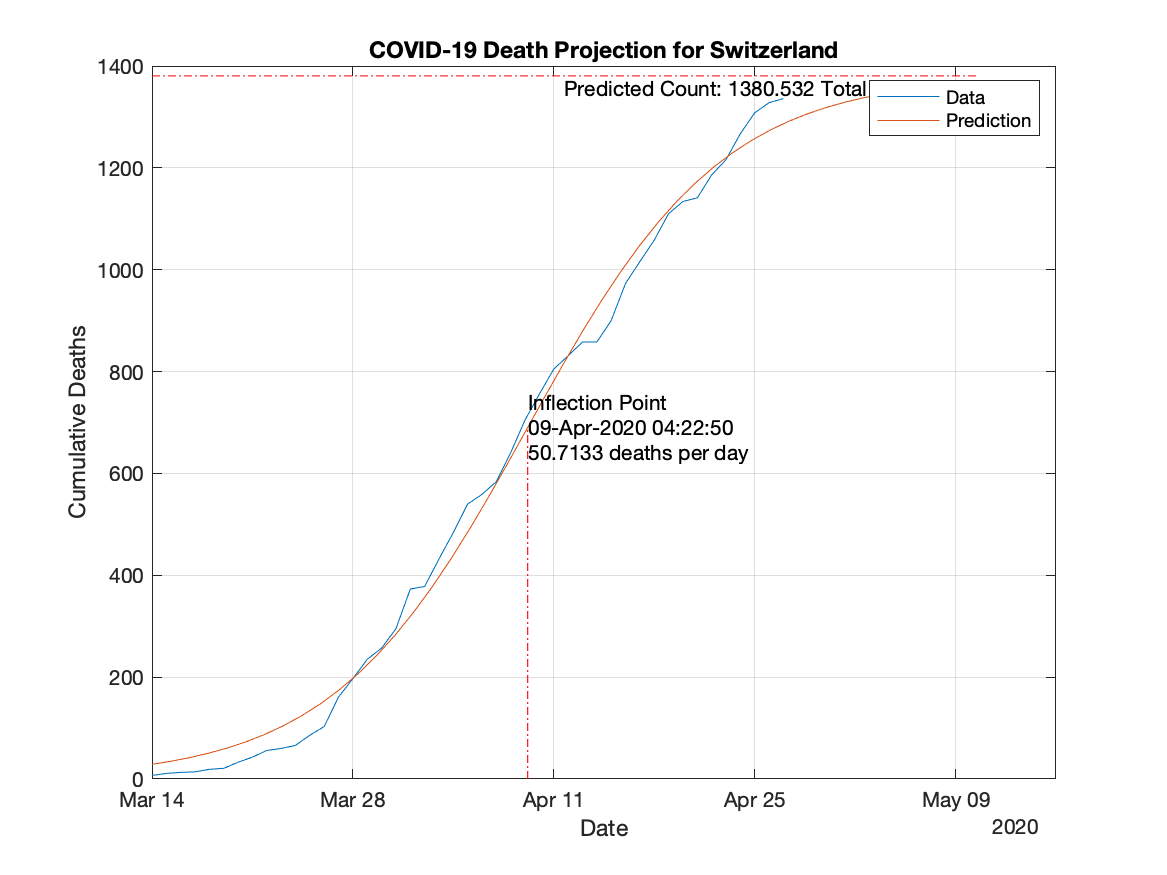 COVID-19 Death Projection for Switzerland
1400
Predicted Count: 1380.532 Total
Data
Prediction
1200
1000
800
Inflection Point
09-Apr-2020 04:22:50
50.7133 deaths per day
600
400
200
0
Cumulative Deaths
Mar 14 Mar 28 Apr 11 Apr 25 May 09
Date
2020